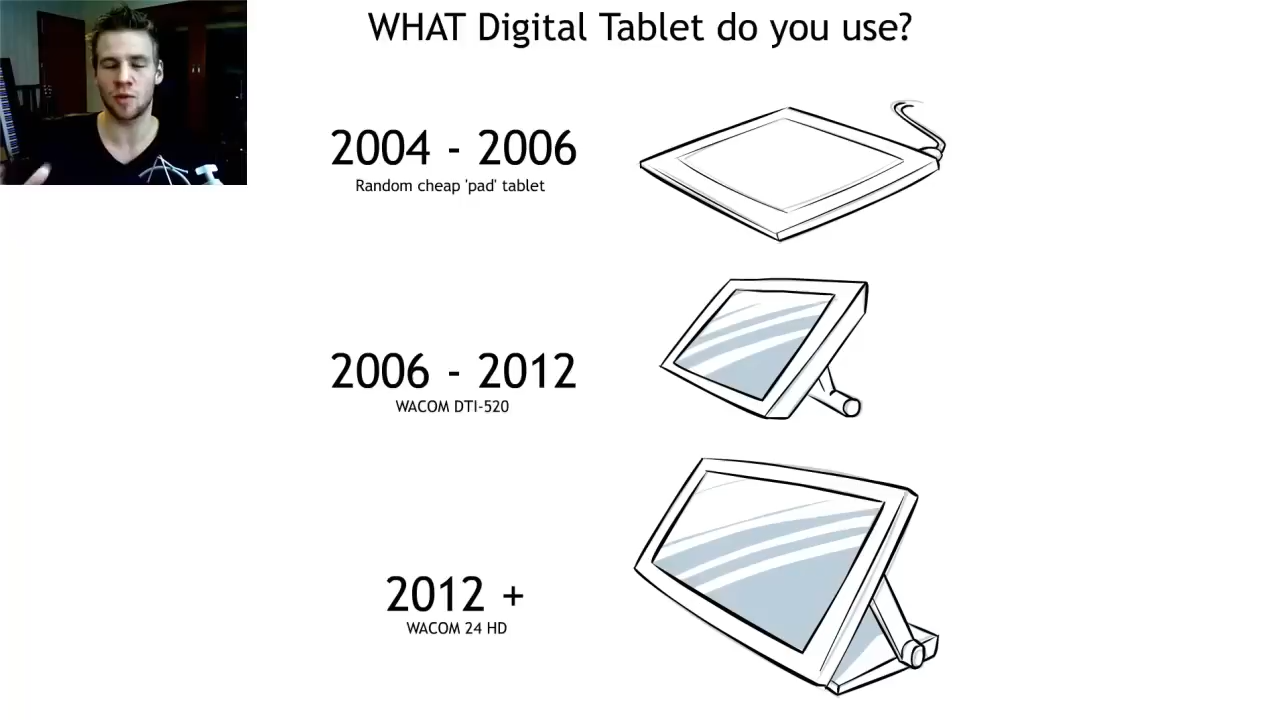 WHAT Digital Tablet do you use?
2004 - 2006
Random cheap 'pad' tablet
2006 - 2012
WACOM DTI-520
2012 +
WACOM 24 HD